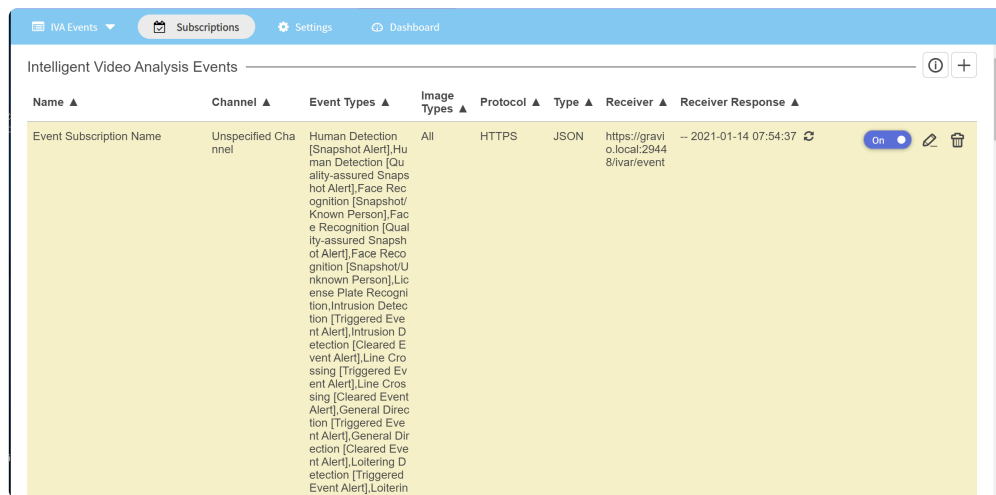 IVA Events Subscriptions Settings Dashboard
Intelligent Video Analysis Events
Name ▲ Channel ▲ Event Types ▲ Image Types ▲ Protocol ▲ Type ▲ Receiver ▲ Receiver Response ▲
Event Subscription Name
Unspecified Cha
nnel
Human Detection
[Snapshot Alert],Hu
man Detection [Qu
ality-assured Snaps
hot Alert],Face Rec
ognition [Snapshot/
Known Person],Fac
e Recognition [Qual
ity-assured Snapsh
ot Alert],Face Reco
gnition [Snapshot/U
nknown Person],Lic
ense Plate Recogni
tion,Intrusion Detec
tion [Triggered Eve
nt Alert],Intrusion D
etection [Cleared E
vent Alert],Line Cro
ssing [Triggered Ev
ent Alert],Line Cros
sing [Cleared Event
Alert],General Direc
tion [Triggered Eve
nt Alert],General Dir
ection [Cleared Eve
nt Alert],Loitering D
etection [Triggered
Event Alert],Loiterin
All
HTTPS
JSON
https://gravi
o.local:2944
8/ivar/event
-- 2021-01-14 07:54:37
On